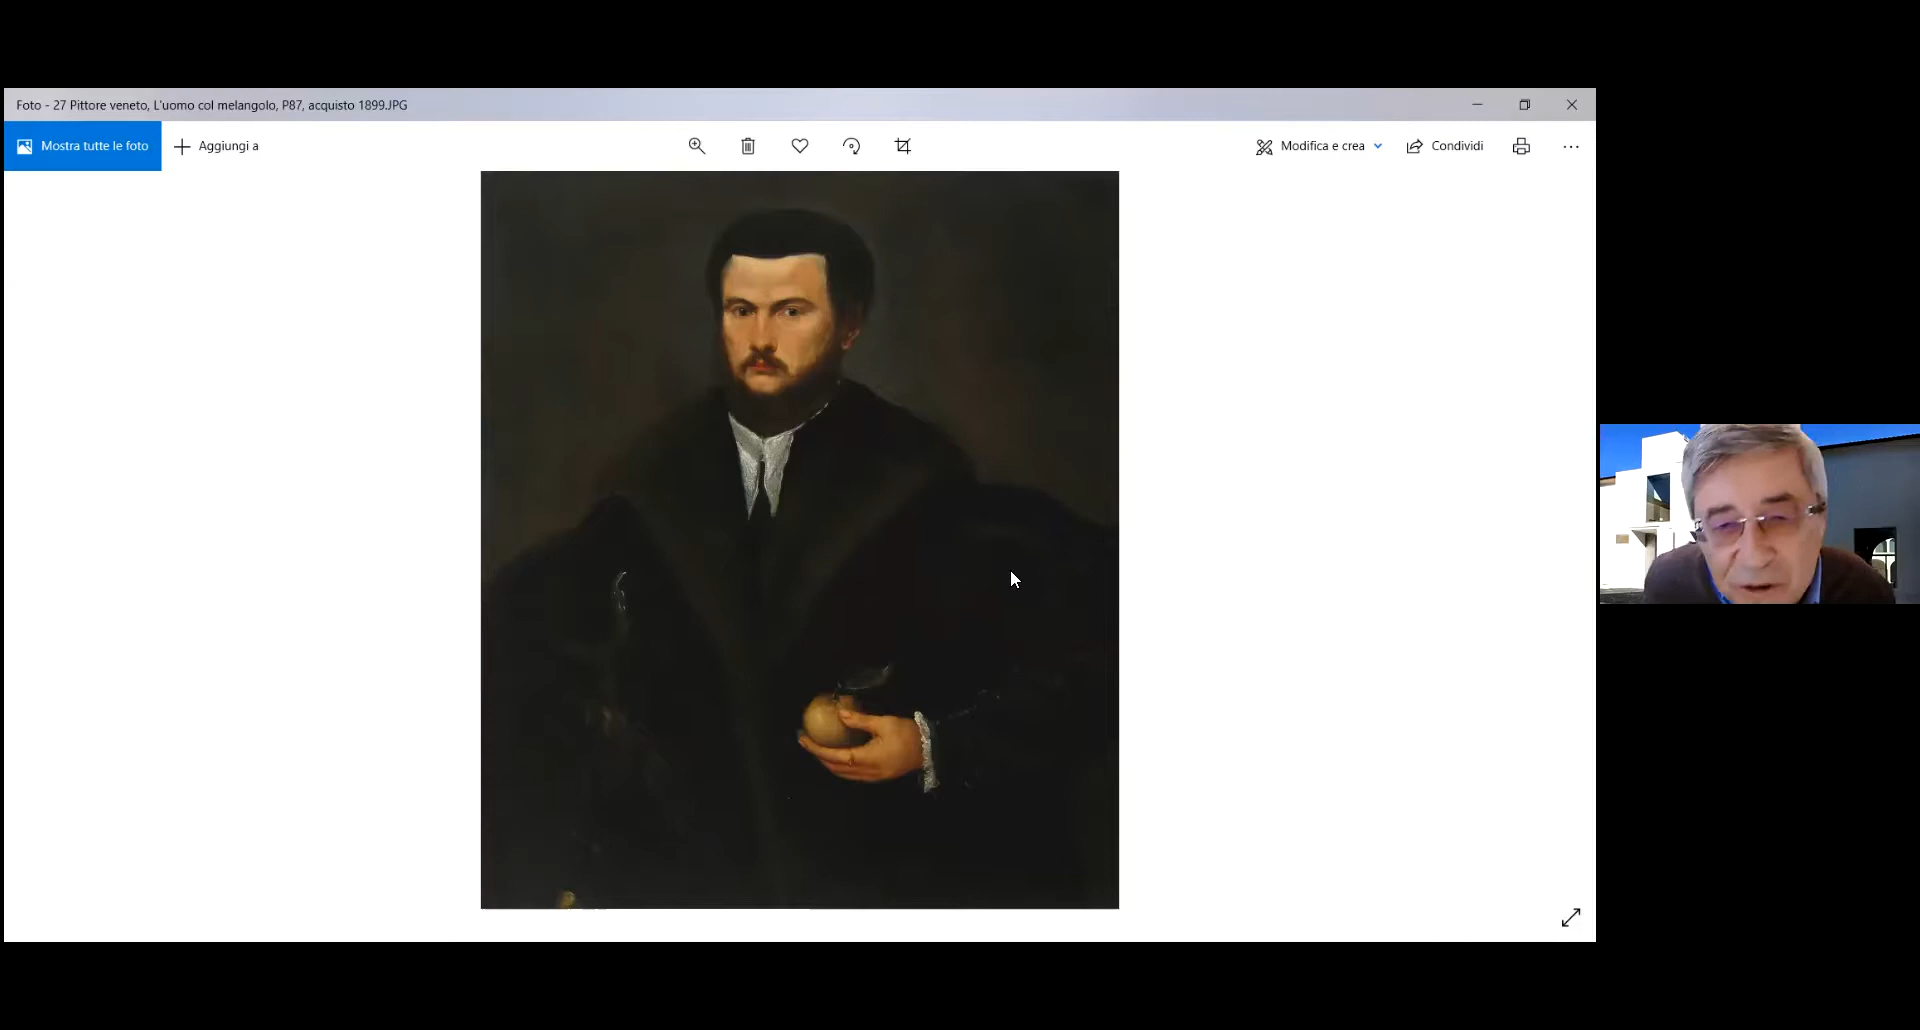 Foto - 27 Pittore veneto, L'uomo col melangolo, P87, acquisto 1899.JPG
Mostra tutte le foto
Aggiungi a
Modifica e crea
Condividi